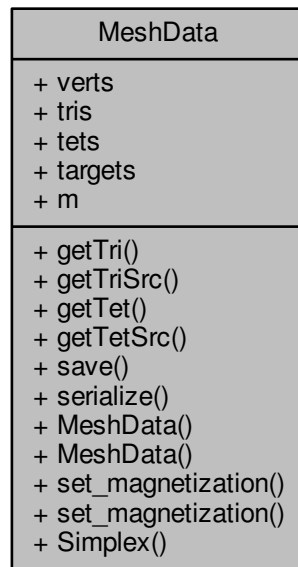 MeshData
+ verts
+ tris
+ tets
+ targets
+ m
+ getTri()
+ getTriSrc()
+ getTet()
+ getTetSrc()
+ save()
+ serialize()
+ MeshData()
+ MeshData()
+ set_magnetization()
+ set_magnetization()
+ Simplex()